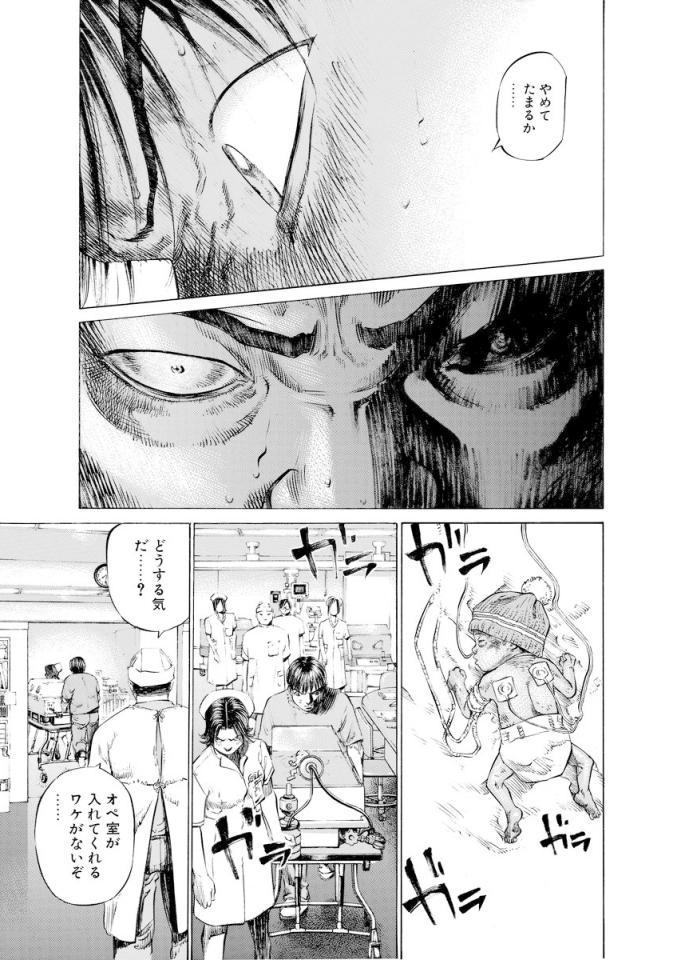 やめて
たまるか
……
ガラ
ガラ
ガラ
ガラ
ガラ
どうする気
だ……?
オペ室が
入れてくれる
ワケがないぞ
……